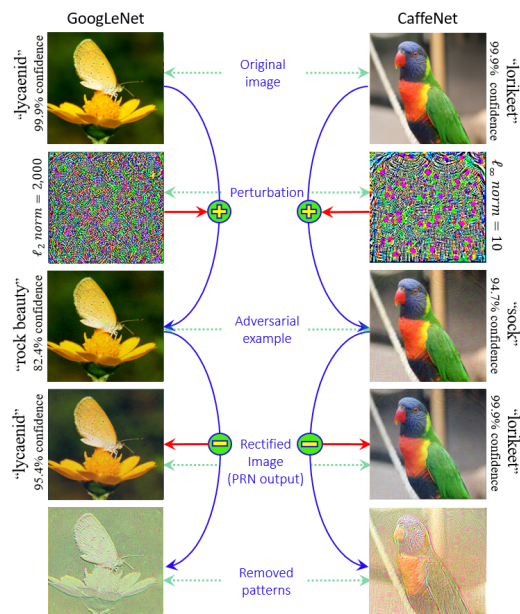 GoogLeNet
CaffeNet
"lycaenid"
99.9% confidence
Original
image
"lorikeet"
99.9% confidence
ℓ₂ norm = 2,000
Perturbation
ℓ∞ norm = 10
"rock beauty"
82.4% confidence
Adversarial
example
"sock"
94.7% confidence
"lycaenid"
95.4% confidence
Rectified
Image
(PRN output)
"lorikeet"
99.9% confidence
Removed
patterns